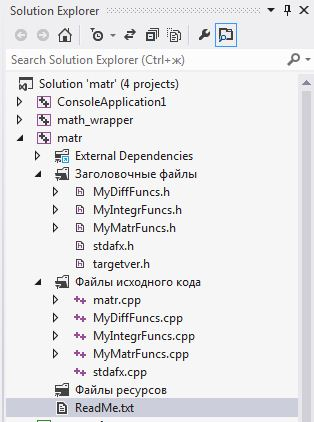 Solution Explorer
Search Solution Explorer (Ctrl+ж)
Solution 'matr' (4 projects)
ConsoleApplication1
math_wrapper
matr
External Dependencies
Заголовочные файлы
MyDiffFuncs.h
MyIntegrFuncs.h
MyMatrFuncs.h
stdafx.h
targetver.h
Файлы исходного кода
matr.cpp
MyDiffFuncs.cpp
MyIntegrFuncs.cpp
MyMatrFuncs.cpp
stdafx.cpp
Файлы ресурсов
ReadMe.txt